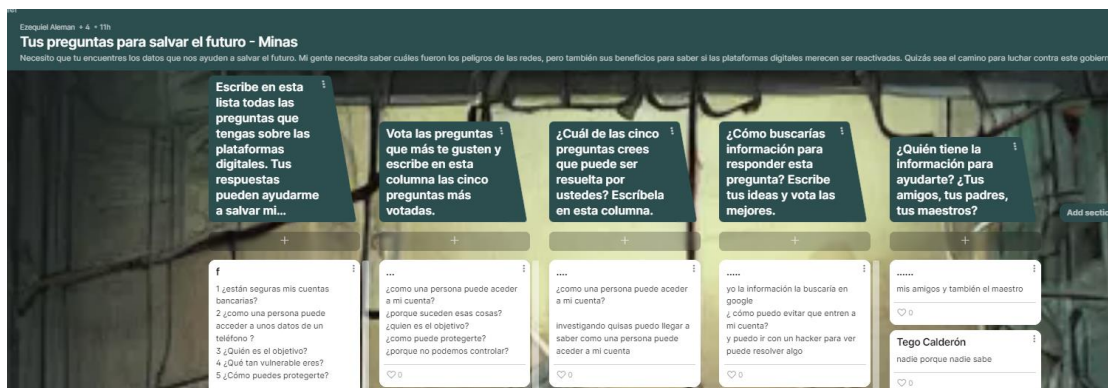 Ezequiel Aleman + 4 • 11h
Tus preguntas para salvar el futuro - Minas
Necesito que tu encuentres los datos que nos ayuden a salvar el futuro. Mi gente necesita saber cuáles fueron los peligros de las redes, pero también sus beneficios para saber si las plataformas digitales merecen ser reactivadas. Quizás sea el camino para luchar contra este gobiern
Escribe en esta
lista todas las
preguntas que
tengas sobre las
plataformas
digitales. Tus
respuestas
pueden ayudarme
a salvar mi...
f
1 ¿están seguras mis cuentas
bancarias?
2 ¿como una persona puede
acceder a unos datos de un
teléfono ?
3 ¿Quién es el objetivo?
4 ¿Qué tan vulnerable eres?
5 ¿Cómo puedes protegerte?
Vota las preguntas
que más te gusten y
escribe en esta
columna las cinco
preguntas más
votadas.
...
¿como una persona puede aceder
a mi cuenta?
¿porque suceden esas cosas?
¿quien es el objetivo?
¿como puede protegerte?
¿porque no podemos controlar?
0
¿Cuál de las cinco
preguntas crees
que puede ser
resuelta por
ustedes? Escríbela
en esta columna.
....
¿como una persona puede aceder
a mi cuenta?
investigando quisas puedo llegar a
saber como una persona puede
aceder a mi cuenta
0
¿Cómo buscarías
información para
responder esta
pregunta? Escribe
tus ideas y vota las
mejores.
.....
yo la información la buscaría en
google
¿ cómo puedo evitar que entren a
mi cuenta?
y puedo ir con un hacker para ver
puede resolver algo
0
¿Quién tiene la
información para
ayudarte? ¿Tus
amigos, tus padres,
tus maestros?
......
mis amigos y también el maestro
0
Tego Calderón
nadie porque nadie sabe
0
Add sectio